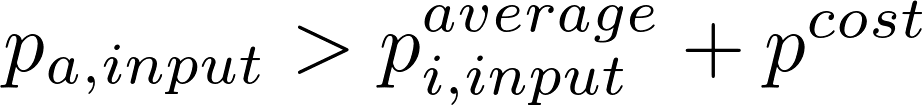 p_{a,input} > p_{i,input}^{average} + p^{cost}